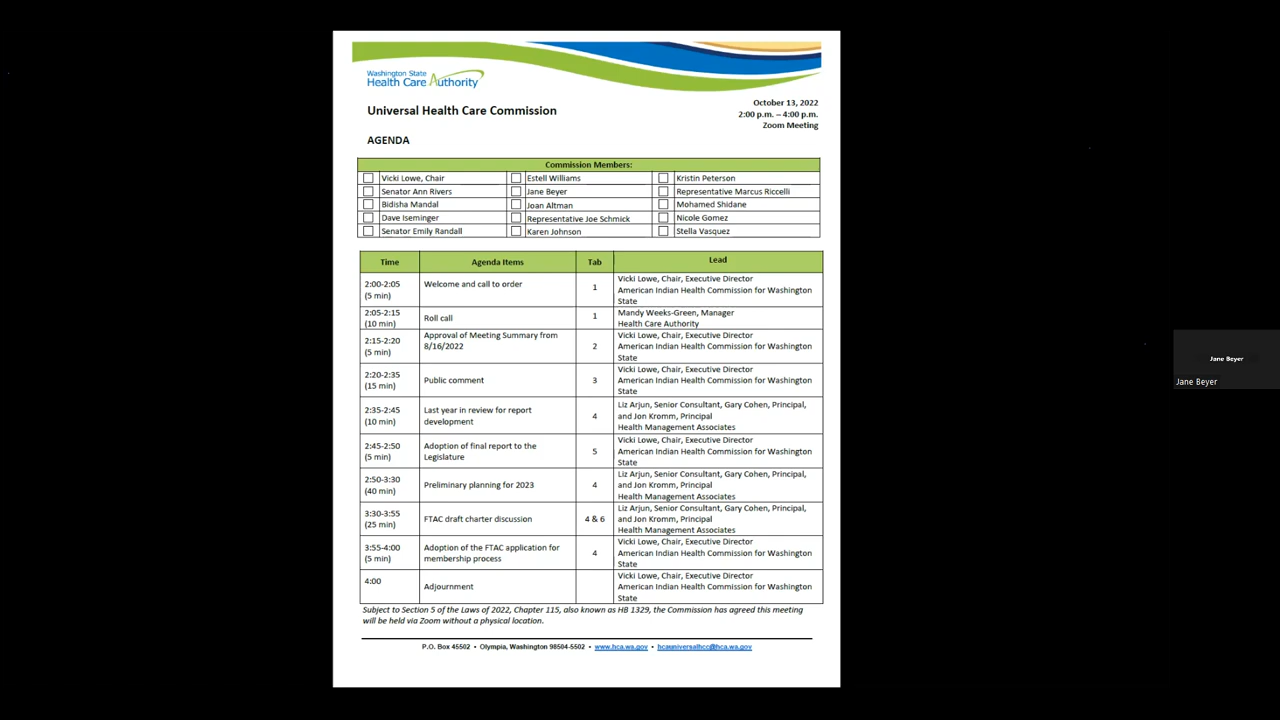 Washington State
Health Care Authority
October 13, 2022
Universal Health Care Commission
2:00 p.m. – 4:00 p.m.
Zoom Meeting
AGENDA
Commission Members:
Vicki Lowe, Chair Estell Williams Kristin Peterson
Senator Ann Rivers Jane Beyer Representative Marcus Riccelli
Bidisha Mandal Joan Altman Mohamed Shidane
Dave Iseminger Representative Joe Schmick Nicole Gomez
Senator Emily Randall Karen Johnson Stella Vasquez
Time Agenda Items Tab Lead
2:00-2:05
(5 min)
Welcome and call to order
1
Vicki Lowe, Chair, Executive Director
American Indian Health Commission for Washington
State
2:05-2:15
(10 min)
Roll call
1
Mandy Weeks-Green, Manager
Health Care Authority
2:15-2:20
(5 min)
Approval of Meeting Summary from
8/16/2022
2
Vicki Lowe, Chair, Executive Director
American Indian Health Commission for Washington
State
2:20-2:35
(15 min)
Public comment
3
Vicki Lowe, Chair, Executive Director
American Indian Health Commission for Washington
State
2:35-2:45
(10 min)
Last year in review for report
development
4
Liz Arjun, Senior Consultant, Gary Cohen, Principal,
and Jon Kromm, Principal
Health Management Associates
2:45-2:50
(5 min)
Adoption of final report to the
Legislature
5
Vicki Lowe, Chair, Executive Director
American Indian Health Commission for Washington
State
2:50-3:30
(40 min)
Preliminary planning for 2023
4
Liz Arjun, Senior Consultant, Gary Cohen, Principal,
and Jon Kromm, Principal
Health Management Associates
3:30-3:55
(25 min)
FTAC draft charter discussion
4 & 6
Liz Arjun, Senior Consultant, Gary Cohen, Principal,
and Jon Kromm, Principal
Health Management Associates
3:55-4:00
(5 min)
Adoption of the FTAC application for
membership process
4
Vicki Lowe, Chair, Executive Director
American Indian Health Commission for Washington
State
4:00
Adjournment
Vicki Lowe, Chair, Executive Director
American Indian Health Commission for Washington
State
Subject to Section 5 of the Laws of 2022, Chapter 115, also known as HB 1329, the Commission has agreed this meeting
will be held via Zoom without a physical location.
P.O. Box 45502 • Olympia, Washington 98504-5502 • www.hca.wa.gov • hcauniversalhcc@hca.wa.gov
Jane Beyer
Jane Beyer